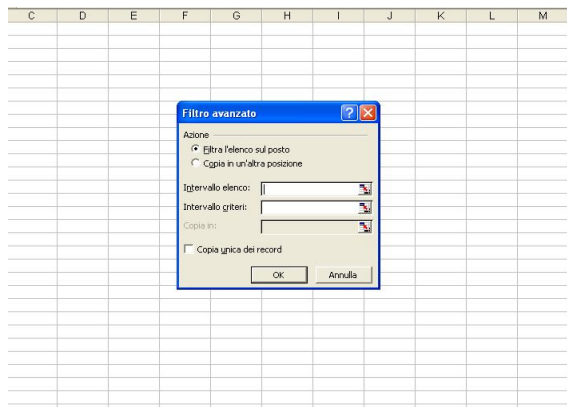 C D E F G H I J K L M
Filtro avanzato
Azione
Filtra l'elenco sul posto
Copia in un'altra posizione
Intervallo elenco:
Intervallo criteri:
Copia in:
Copia unica dei record
OK Annulla